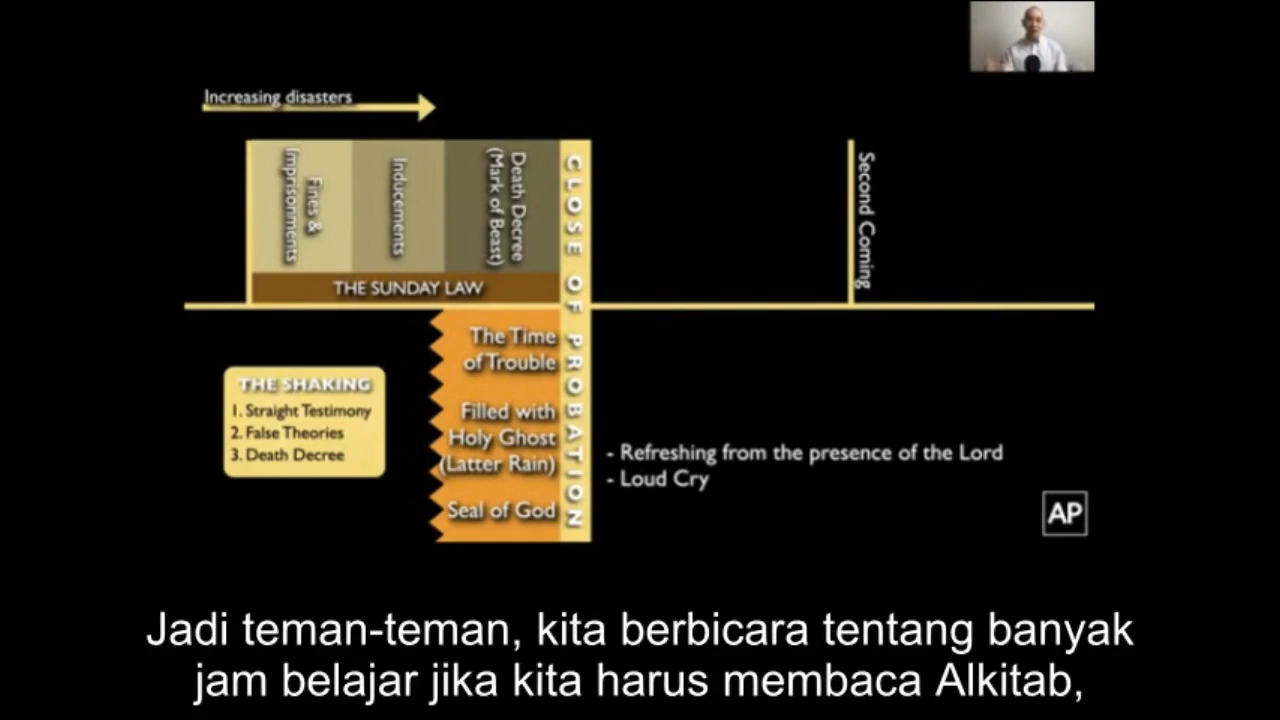 Increasing disasters
Fines &
Imprisonments
Inducements
Death Decree
(Mark of Beast)
CLOSE OF PROBATION
Second Coming
THE SUNDAY LAW
The Time
of Trouble
Filled with
Holy Ghost
(Latter Rain)
Seal of God
THE SHAKING
1. Straight Testimony
2. False Theories
3. Death Decree
- Refreshing from the presence of the Lord
- Loud Cry
AP
Jadi teman-teman, kita berbicara tentang banyak
jam belajar jika kita harus membaca Alkitab,